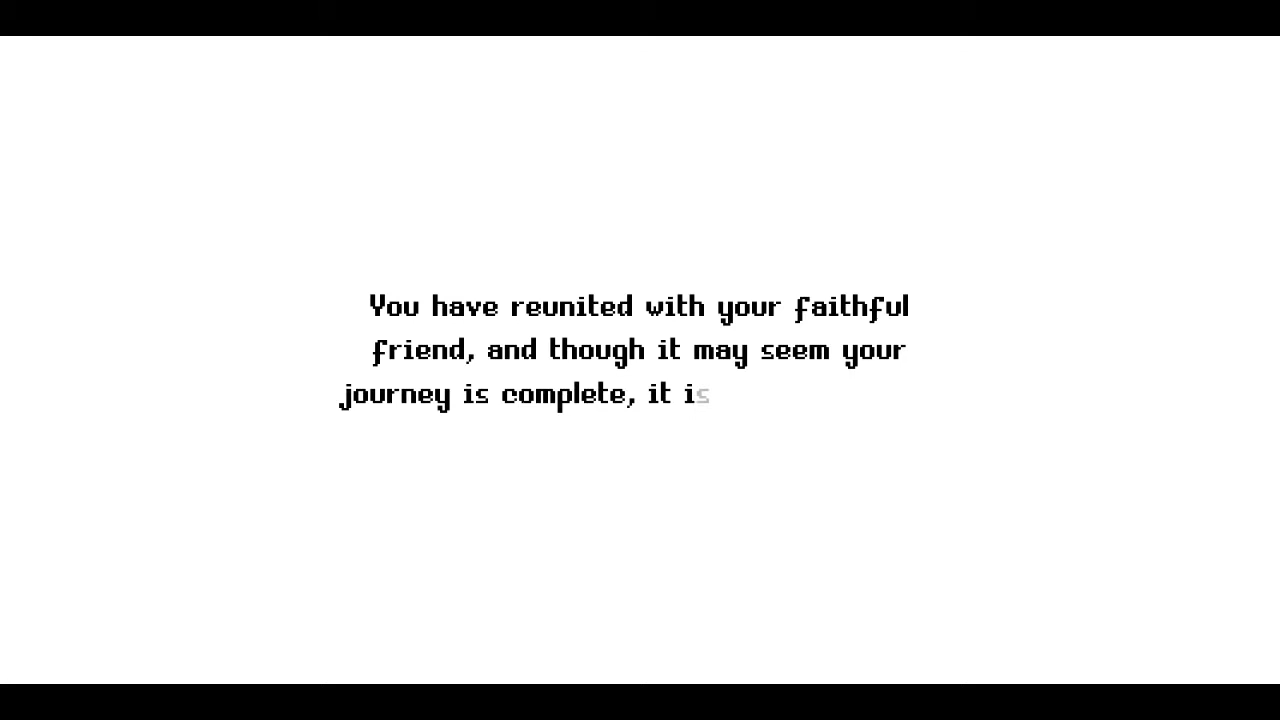 You have reunited with your faithful
friend, and though it may seem your
journey is complete, it is